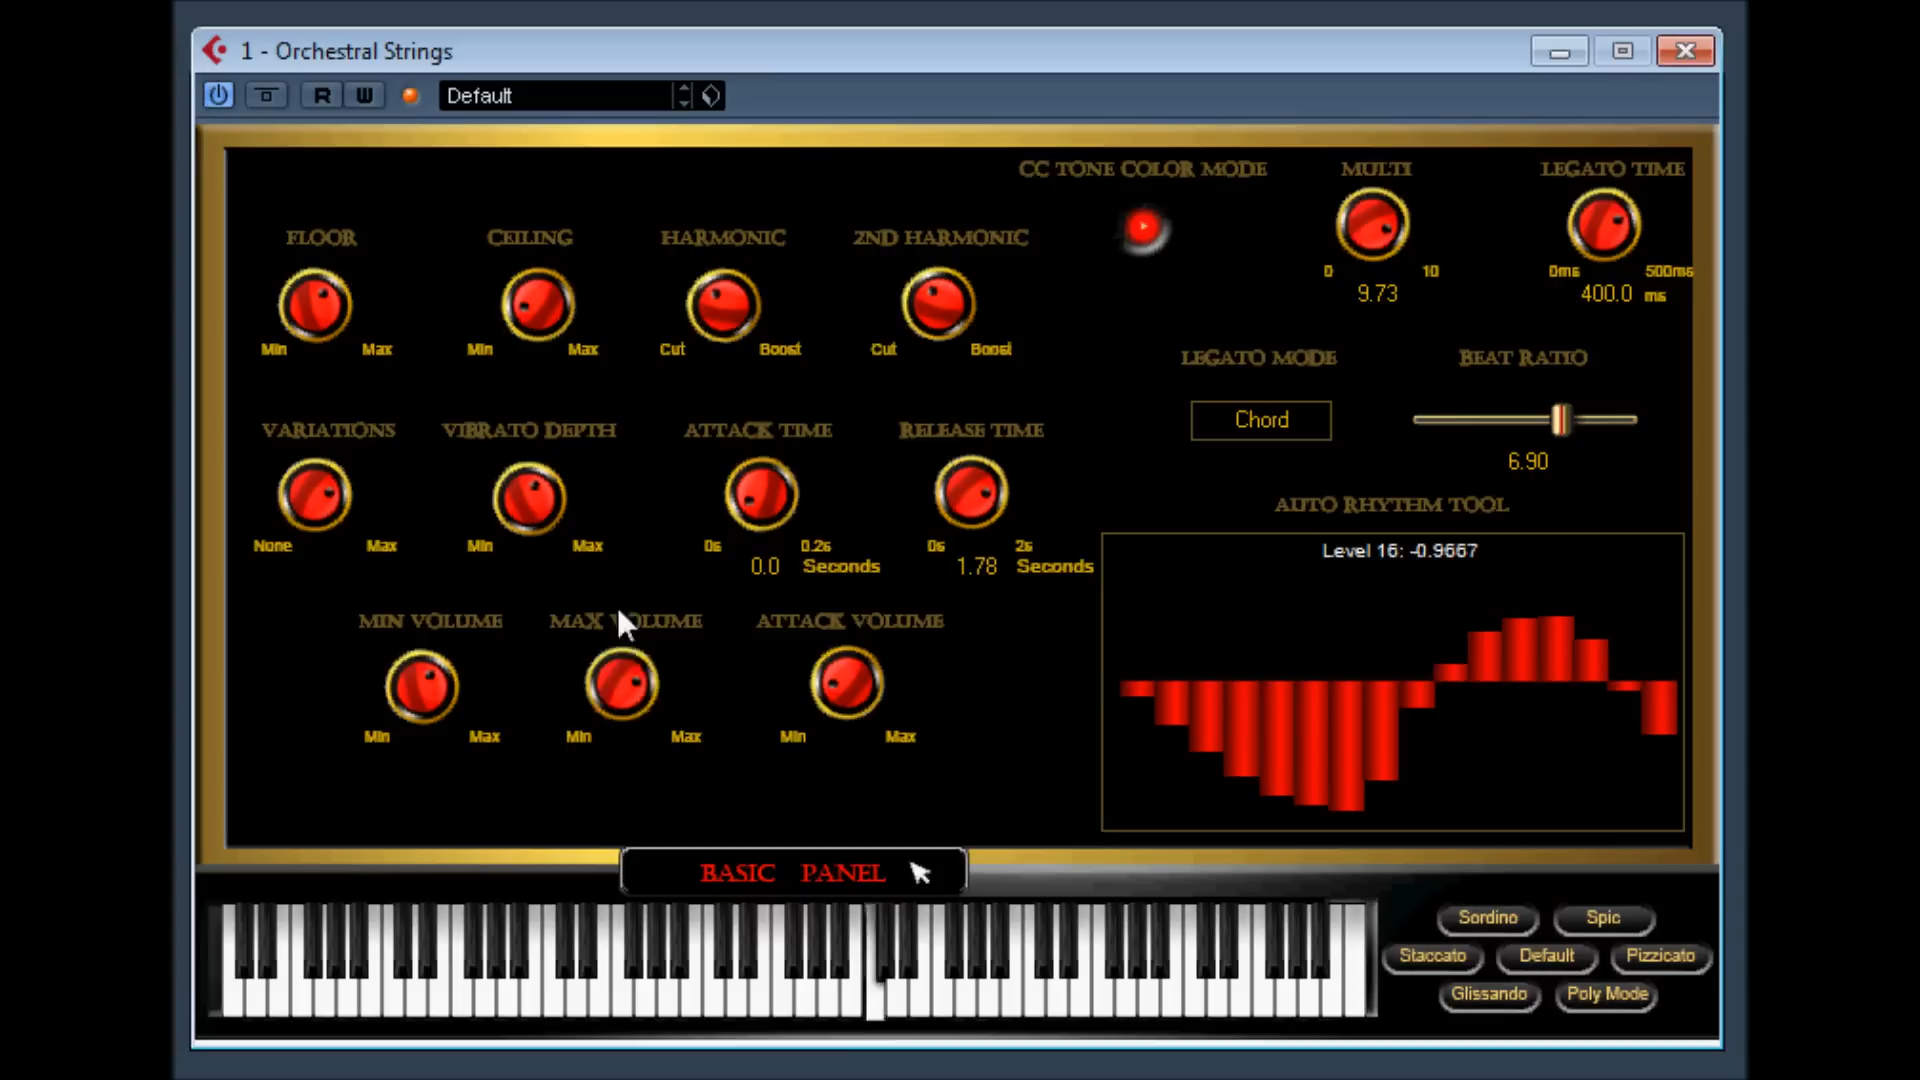 1 - Orchestral Strings
R W Default
CC TONE COLOR MODE MULTI LEGATO TIME
FLOOR CEILING HARMONIC 2ND HARMONIC
0 10 0ms 500ms
9.73 400.0 ms
Min Max Min Max Cut Boost Cut Boost
LEGATO MODE BEAT RATIO
Chord
VARIATIONS VIBRATO DEPTH ATTACK TIME RELEASE TIME
6.90
AUTO RHYTHM TOOL
None Max Min Max 0s 0.2s 0s 2s
Level 16: -0.9667
0.0 Seconds 1.78 Seconds
MIN VOLUME MAX VOLUME ATTACK VOLUME
Min Max Min Max Min Max
BASIC PANEL
Sordino Spic
Staccato Default Pizzicato
Glissando Poly Mode